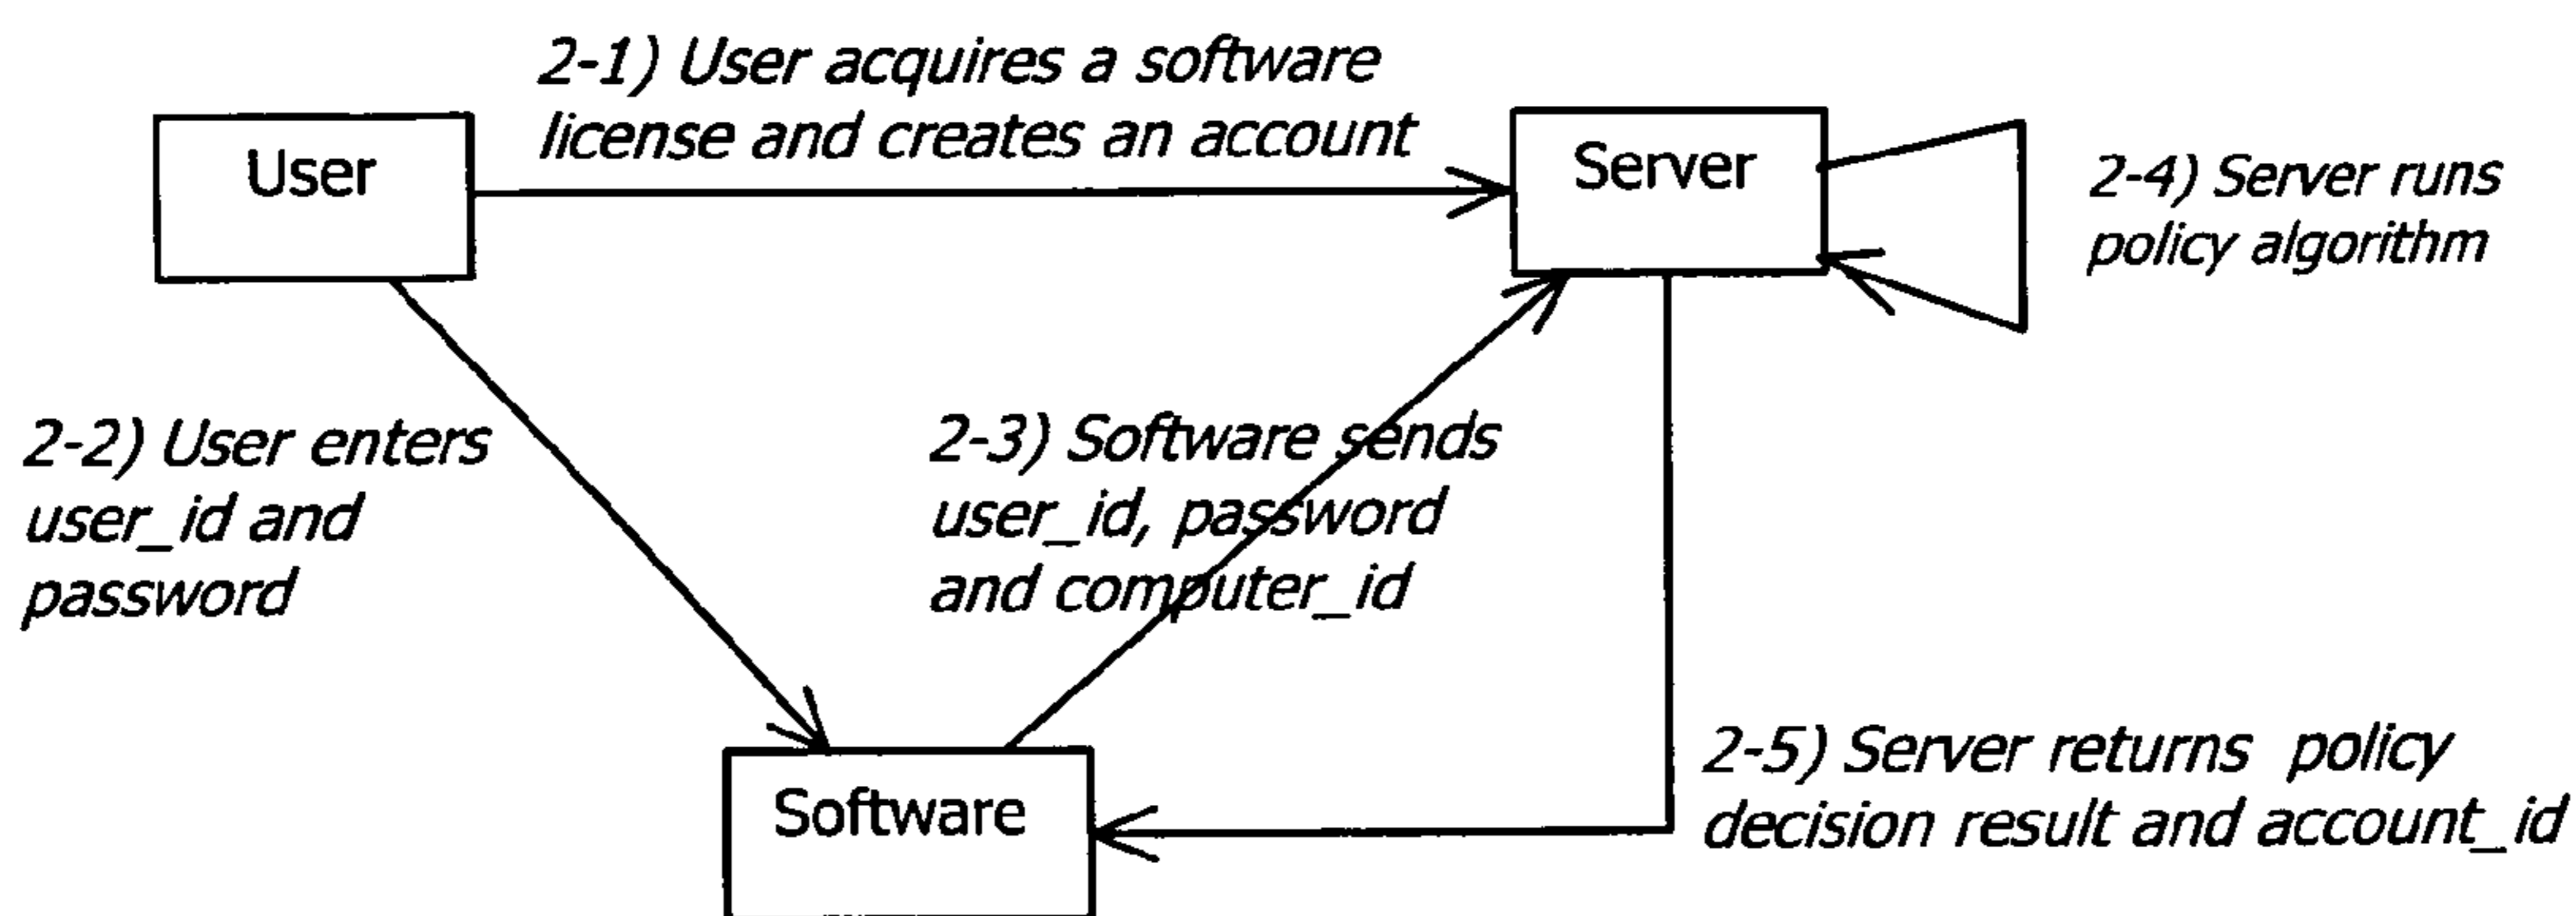 2-1) User acquires a software
license and creates an account
User
Server
2-4) Server runs
policy algorithm
2-2) User enters
user_id and
password
2-3) Software sends
user_id, password
and computer_id
Software
2-5) Server returns policy
decision result and account_id